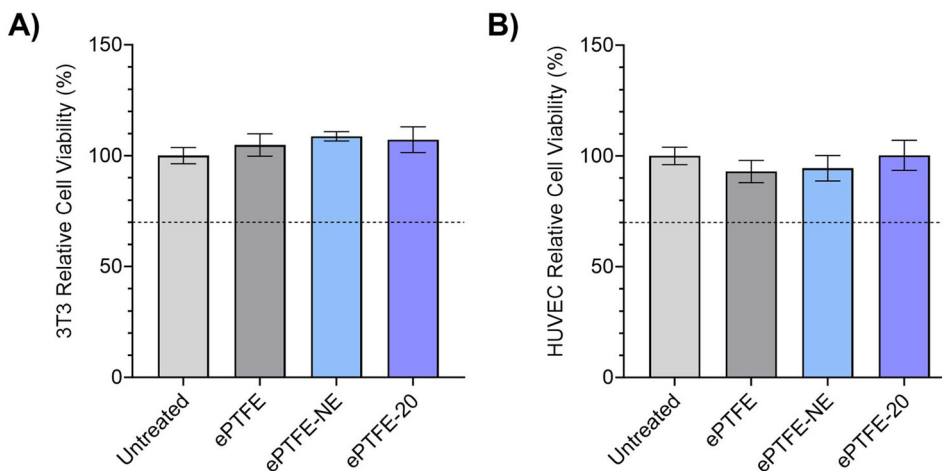 A)
3T3 Relative Cell Viability (%)
150
100
50
0
Untreated
ePTFE
ePTFE-NE
ePTFE-20
B)
HUVEC Relative Cell Viability (%)
150
100
50
0
Untreated
ePTFE
ePTFE-NE
ePTFE-20